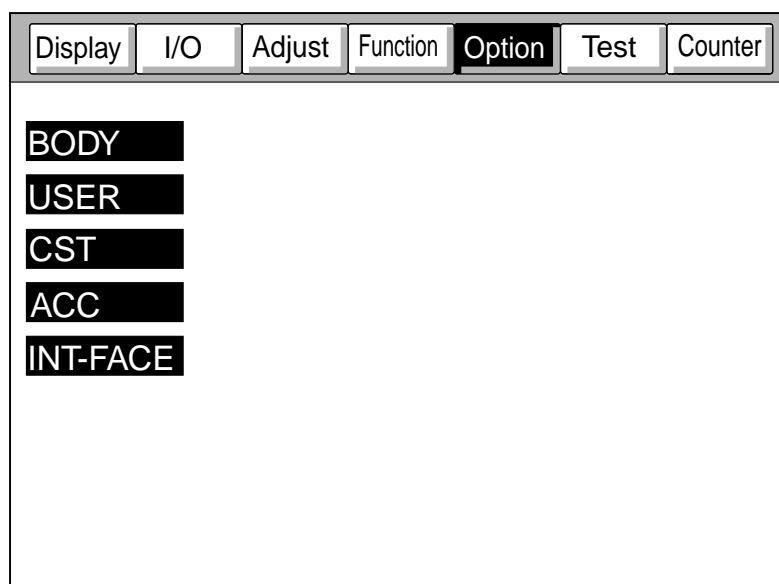 Display I/O Adjust Function Option Test Counter
BODY
USER
CST
ACC
INT-FACE